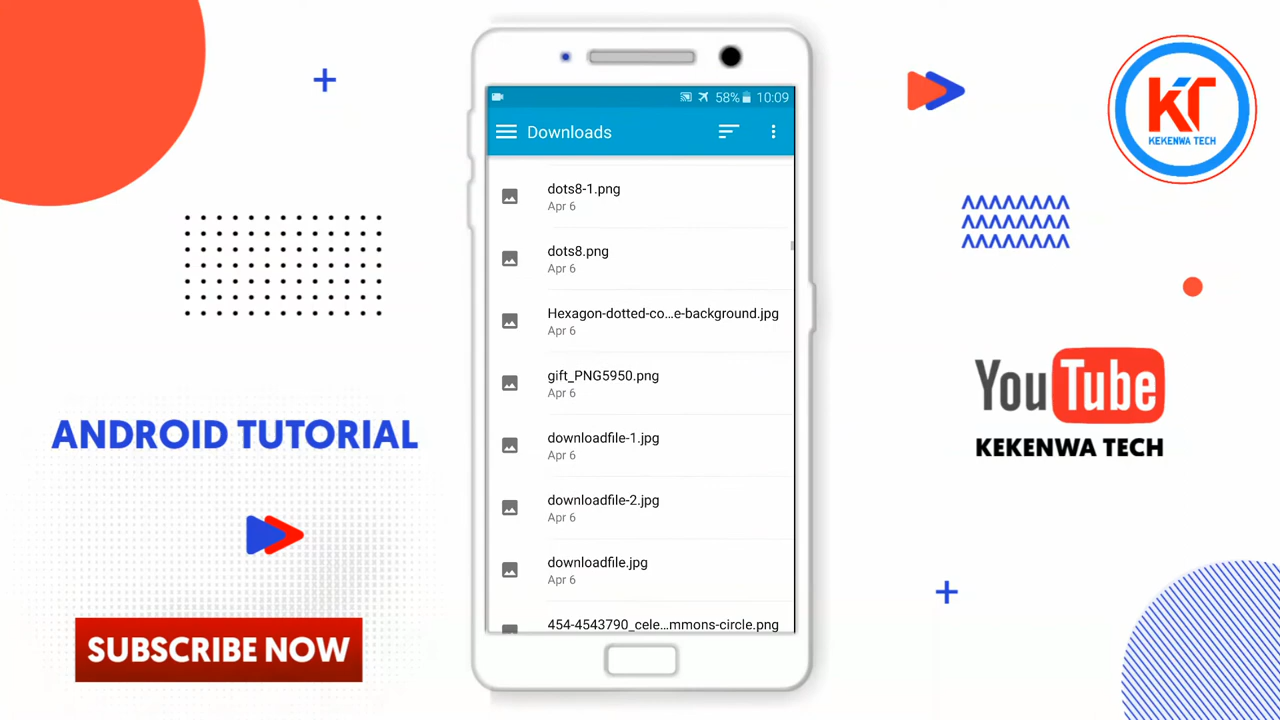 58% 10:09
Downloads
dots8-1.png
Apr 6
dots8.png
Apr 6
Hexagon-dotted-co...e-background.jpg
Apr 6
gift_PNG5950.png
Apr 6
downloadfile-1.jpg
Apr 6
downloadfile-2.jpg
Apr 6
downloadfile.jpg
Apr 6
454-4543790_cele...mmons-circle.png
ANDROID TUTORIAL
SUBSCRIBE NOW
KT
KEKENWA TECH
YouTube
KEKENWA TECH